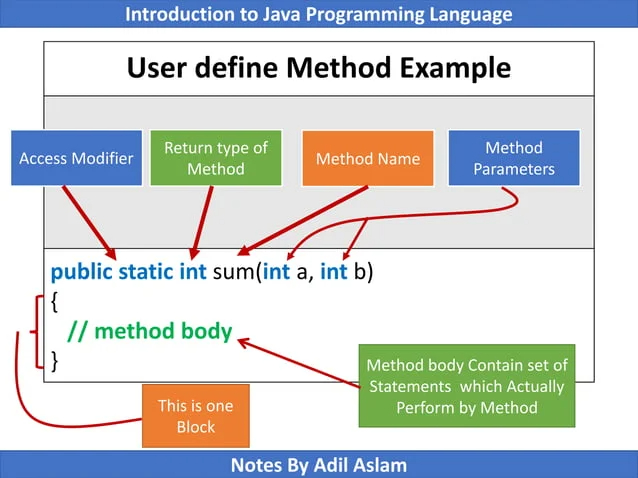 Introduction to Java Programming Language
User define Method Example
Access Modifier
Return type of
Method
Method Name
Method
Parameters
public static int sum(int a, int b)
{
// method body
}
Method body Contain set of
Statements which Actually
Perform by Method
This is one
Block
Notes By Adil Aslam